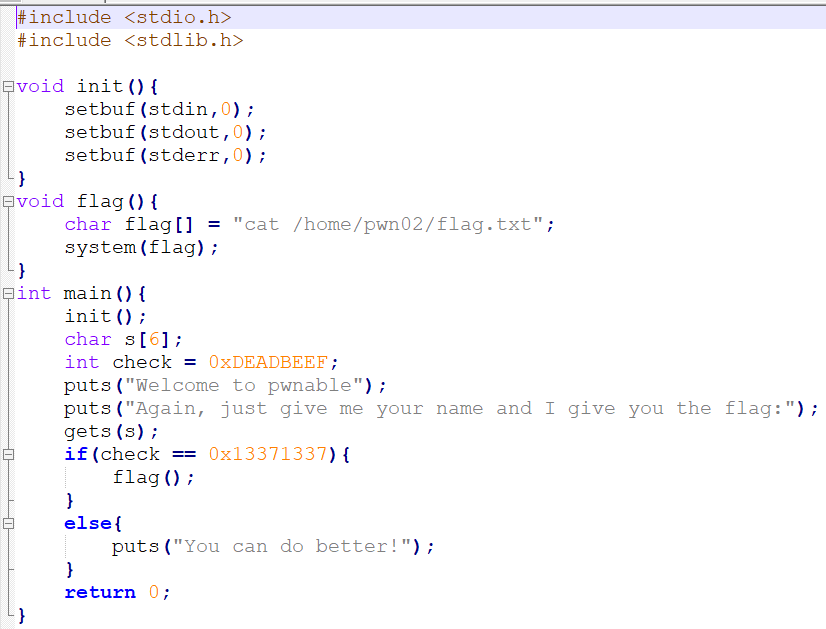 #include <stdio.h>
#include <stdlib.h>
void init(){
    setbuf(stdin,0);
    setbuf(stdout,0);
    setbuf(stderr,0);
}
void flag(){
    char flag[] = "cat /home/pwn02/flag.txt";
    system(flag);
}
int main(){
    init();
    char s[6];
    int check = 0xDEADBEEF;
    puts("Welcome to pwnable");
    puts("Again, just give me your name and I give you the flag:");
    gets(s);
    if(check == 0x13371337){
        flag();
    }
    else{
        puts("You can do better!");
    }
    return 0;
}